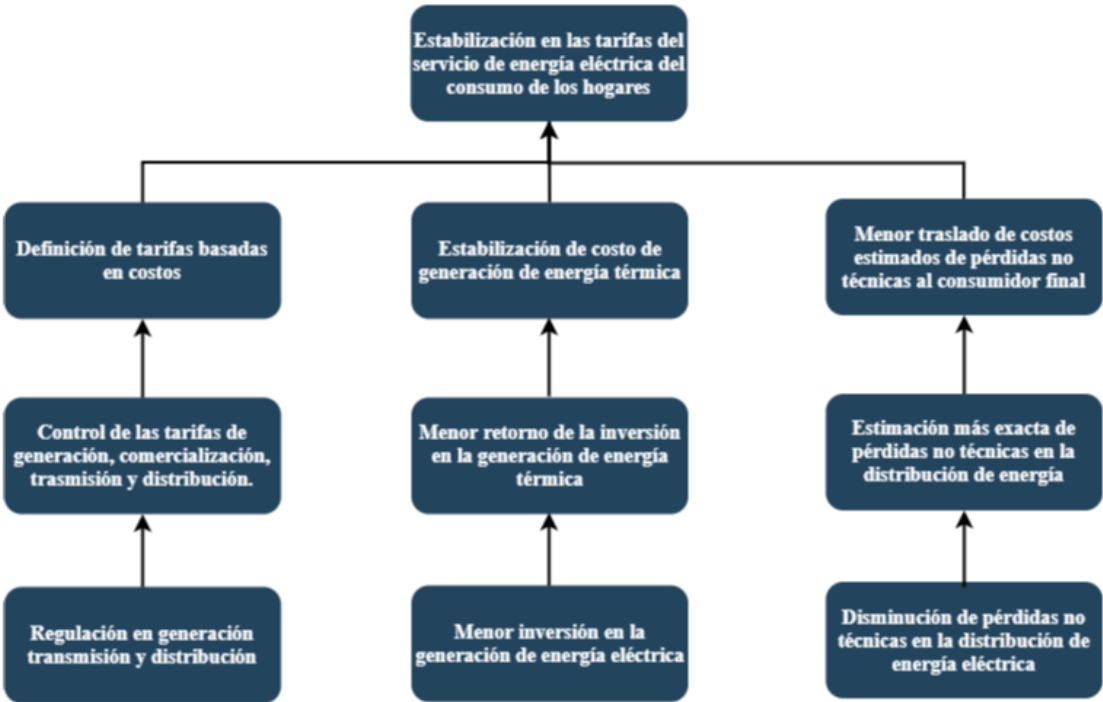 Estabilización en las tarifas del
servicio de energía eléctrica del
consumo de los hogares
Definición de tarifas basadas
en costos
Estabilización de costo de
generación de energía térmica
Menor traslado de costos
estimados de pérdidas no
técnicas al consumidor final
Control de las tarifas de
generación, comercialización,
trasmisión y distribución.
Menor retorno de la inversión
en la generación de energía
térmica
Estimación más exacta de
pérdidas no técnicas en la
distribución de energía
Regulación en generación
transmisión y distribución
Menor inversión en la
generación de energía eléctrica
Disminución de pérdidas no
técnicas en la distribución de
energía eléctrica